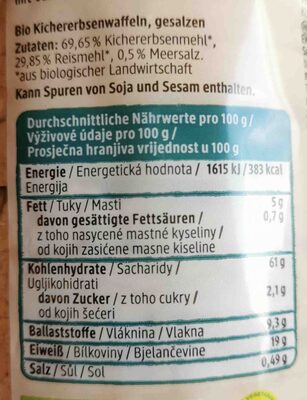 Bio Kichererbsenwaffeln, gesalzen
Zutaten: 69,65 % Kichererbsenmehl*,
29,85 % Reismehl*, 0,5 % Meersalz.
*aus biologischer Landwirtschaft
Kann Spuren von Soja und Sesam enthalten.
Durchschnittliche Nährwerte pro 100 g /
Výživové údaje pro 100 g /
Prosječna hranjiva vrijednost u 100 g
Energie / Energetická hodnota / 1615 kJ / 383 kcal
Energija
Fett / Tuky / Masti 5 g
davon gesättigte Fettsäuren / 0,7 g
z toho nasycené mastné kyseliny /
od kojih zasićene masne kiseline
Kohlenhydrate / Sacharidy / 61 g
Ugljikohidrati
davon Zucker / z toho cukry / 2,1 g
od kojih šećeri
Ballaststoffe / Vláknina / Vlakna 9,3 g
Eiweiß / Bílkoviny / Bjelančevine 19 g
Salz / Sůl / Sol 0,49 g